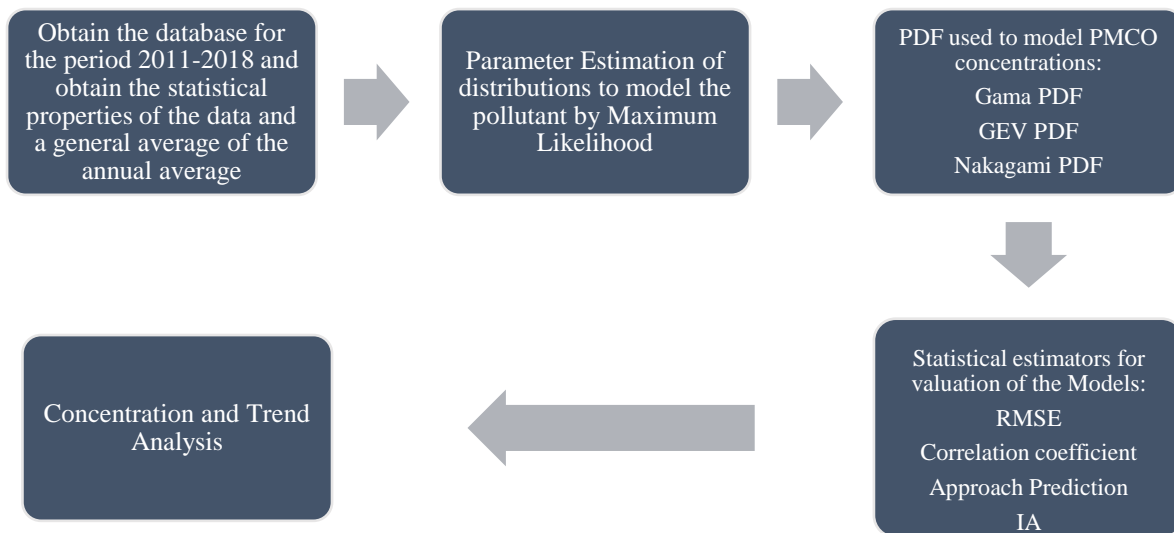 Obtain the database for
the period 2011-2018 and
obtain the statistical
properties of the data and
a general average of the
annual average
Parameter Estimation of
distributions to model the
pollutant by Maximum
Likelihood
PDF used to model PMCO
concentrations:
Gama PDF
GEV PDF
Nakagami PDF
Statistical estimators for
valuation of the Models:
RMSE
Correlation coefficient
Approach Prediction
IA
Concentration and Trend
Analysis